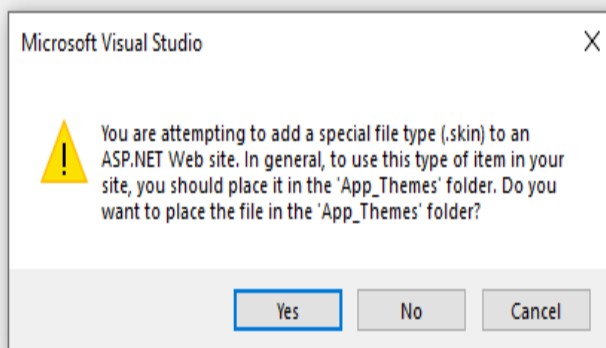 Microsoft Visual Studio
You are attempting to add a special file type (.skin) to an
ASP.NET Web site. In general, to use this type of item in your
site, you should place it in the 'App_Themes' folder. Do you
want to place the file in the 'App_Themes' folder?
Yes
No
Cancel